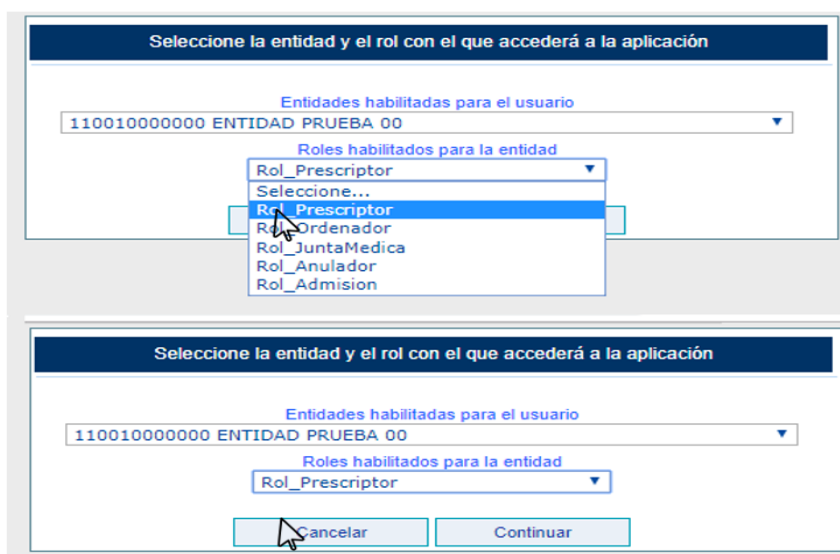 Seleccione la entidad y el rol con el que accederá a la aplicación
Entidades habilitadas para el usuario
110010000000 ENTIDAD PRUEBA 00
Roles habilitados para la entidad
Rol_Prescriptor
Seleccione...
Rol_Prescriptor
Rol_Ordenador
Rol_JuntaMedica
Rol_Anulador
Rol_Admision
Seleccione la entidad y el rol con el que accederá a la aplicación
Entidades habilitadas para el usuario
110010000000 ENTIDAD PRUEBA 00
Roles habilitados para la entidad
Rol_Prescriptor
Cancelar Continuar